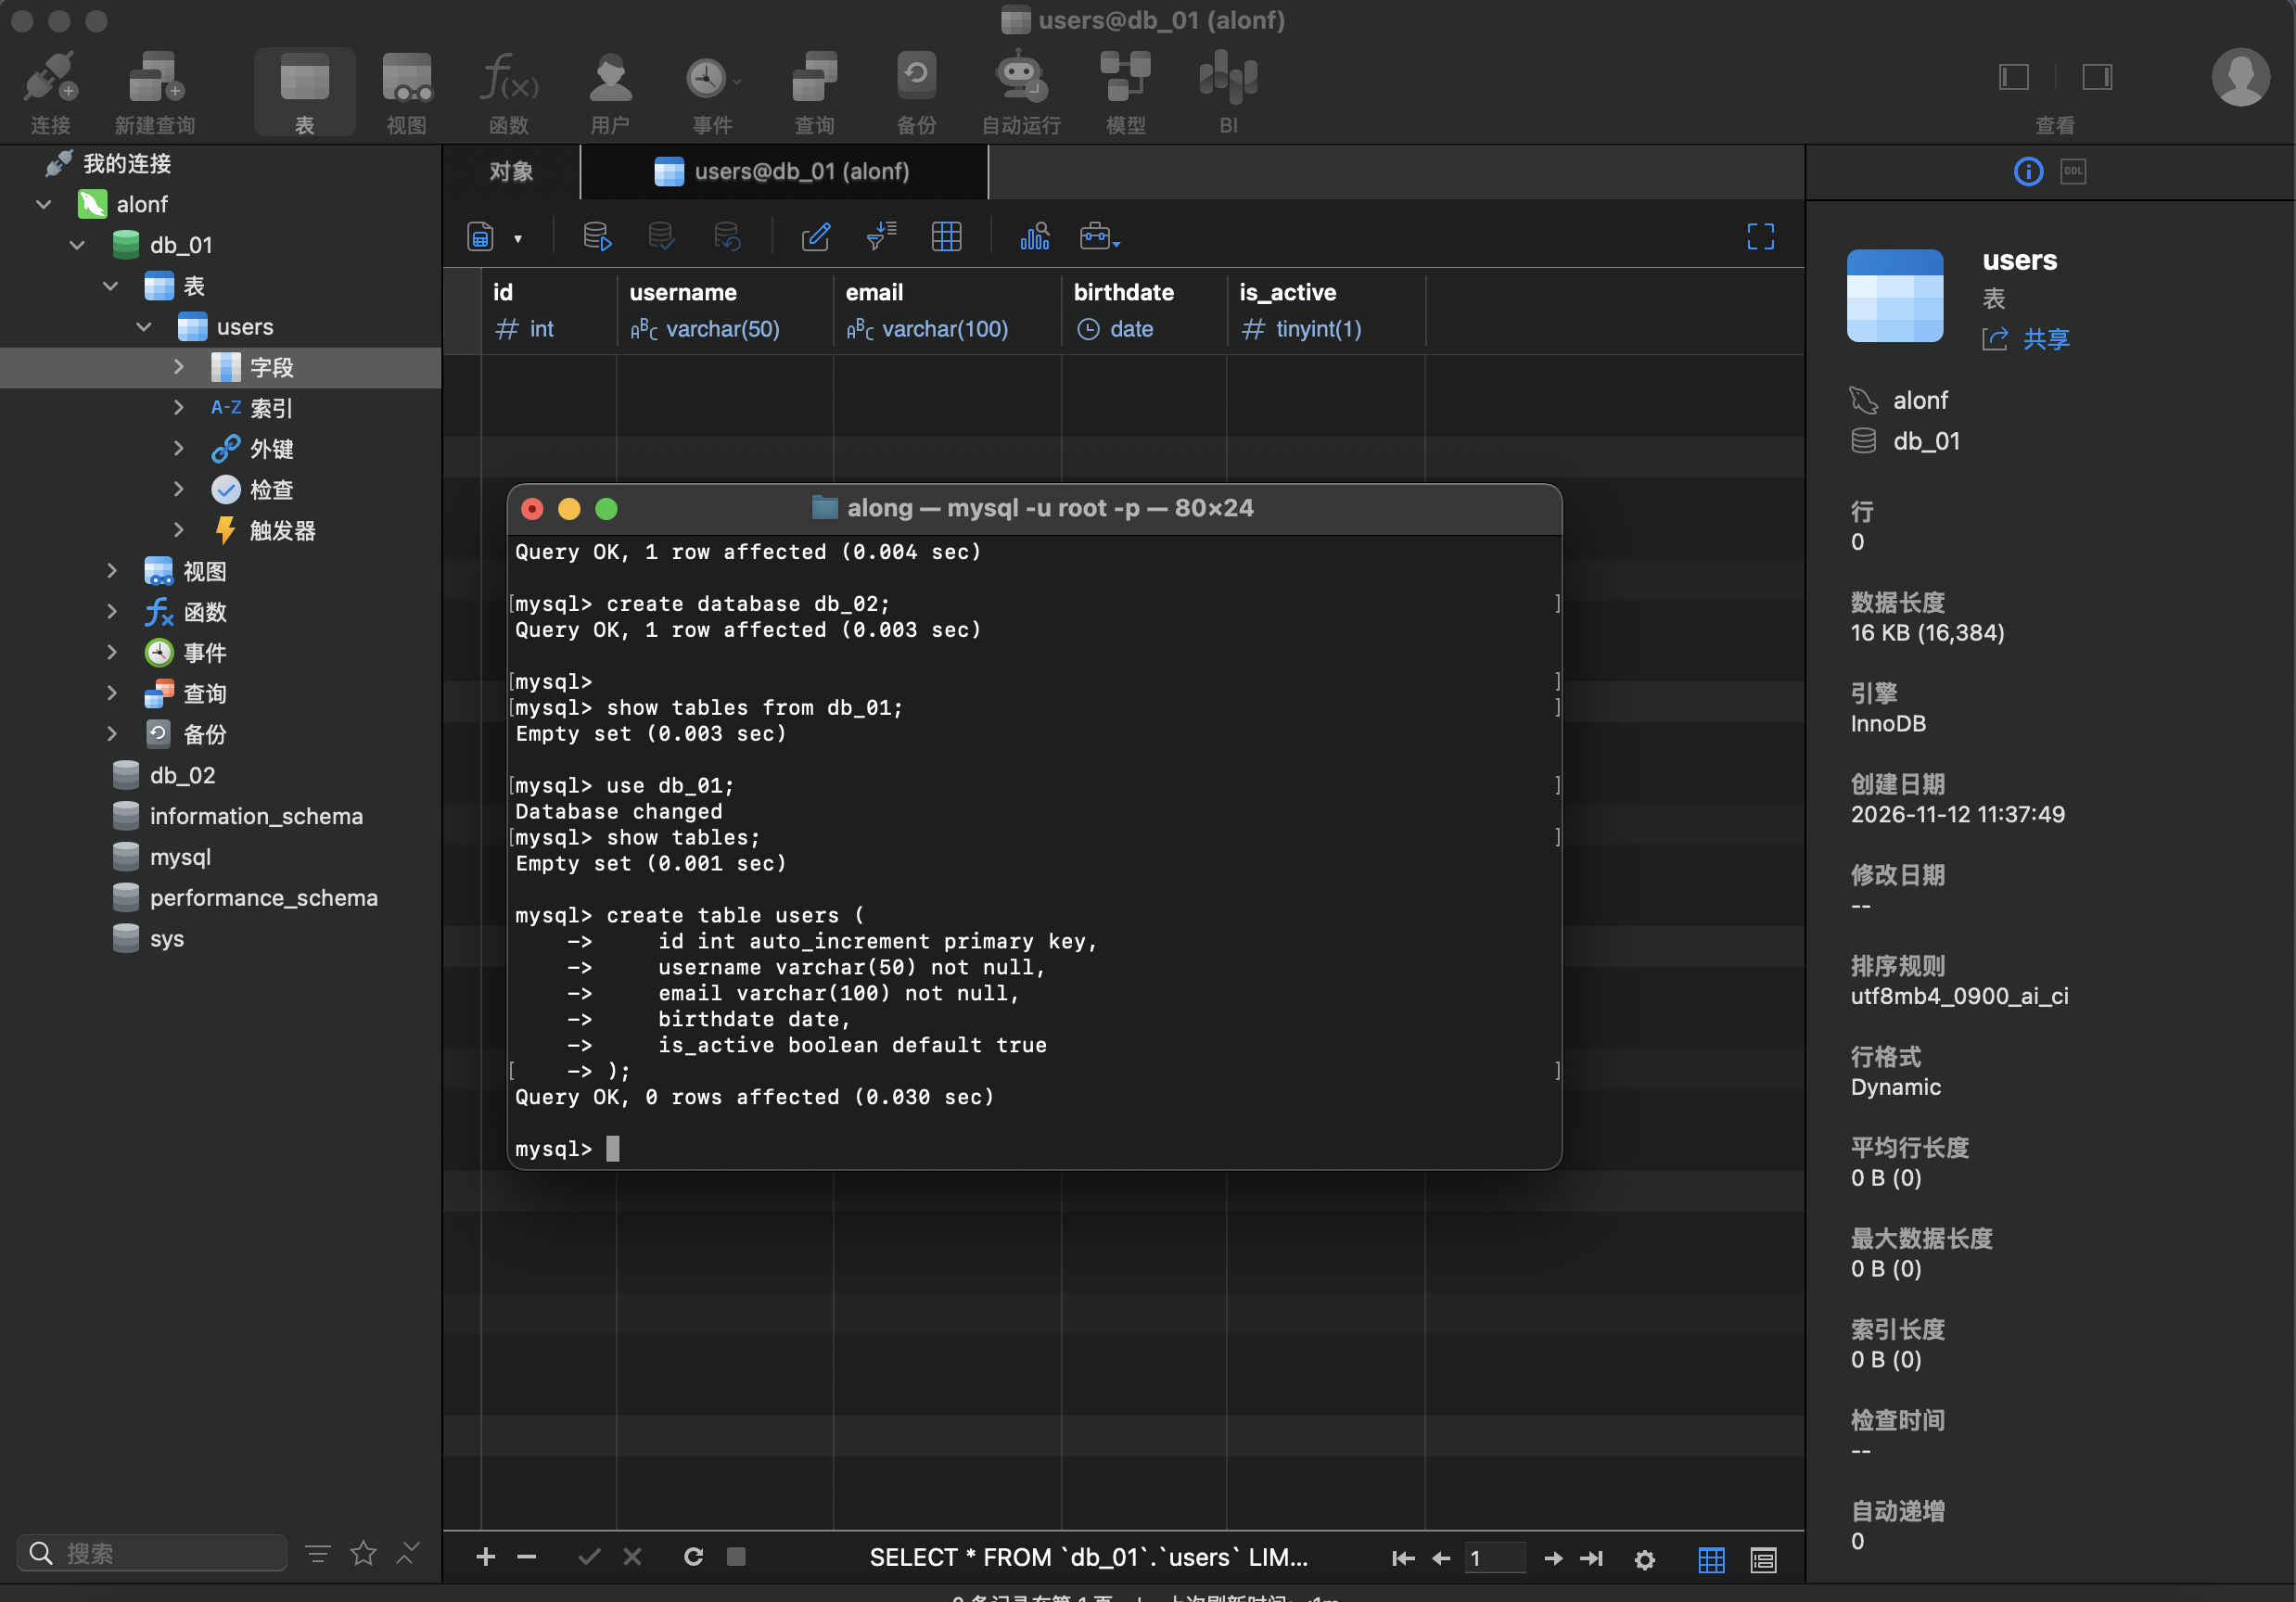 users@db_01 (alonf)
连接
新建查询
表
视图
函数
用户
事件
查询
备份
自动运行
模型
BI
查看
我的连接
alonf
db_01
表
users
字段
A-Z 索引
外键
检查
触发器
视图
函数
事件
查询
备份
db_02
information_schema
mysql
performance_schema
sys
搜索
对象
users@db_01 (alonf)
id
# int
username
ABC varchar(50)
email
ABC varchar(100)
birthdate
date
is_active
# tinyint(1)
along — mysql -u root -p — 80×24
Query OK, 1 row affected (0.004 sec)
[mysql> create database db_02; ]
Query OK, 1 row affected (0.003 sec)
[mysql> ]
[mysql> show tables from db_01; ]
Empty set (0.003 sec)
[mysql> use db_01; ]
Database changed
[mysql> show tables; ]
Empty set (0.001 sec)
mysql> create table users (
-> id int auto_increment primary key,
-> username varchar(50) not null,
-> email varchar(100) not null,
-> birthdate date,
-> is_active boolean default true
[ -> ); ]
Query OK, 0 rows affected (0.030 sec)
mysql>
SELECT * FROM `db_01`.`users` LIM...
1
DDL
users
表
共享
alonf
db_01
行
0
数据长度
16 KB (16,384)
引擎
InnoDB
创建日期
2026-11-12 11:37:49
修改日期
--
排序规则
utf8mb4_0900_ai_ci
行格式
Dynamic
平均行长度
0 B (0)
最大数据长度
0 B (0)
索引长度
0 B (0)
检查时间
--
自动递增
0